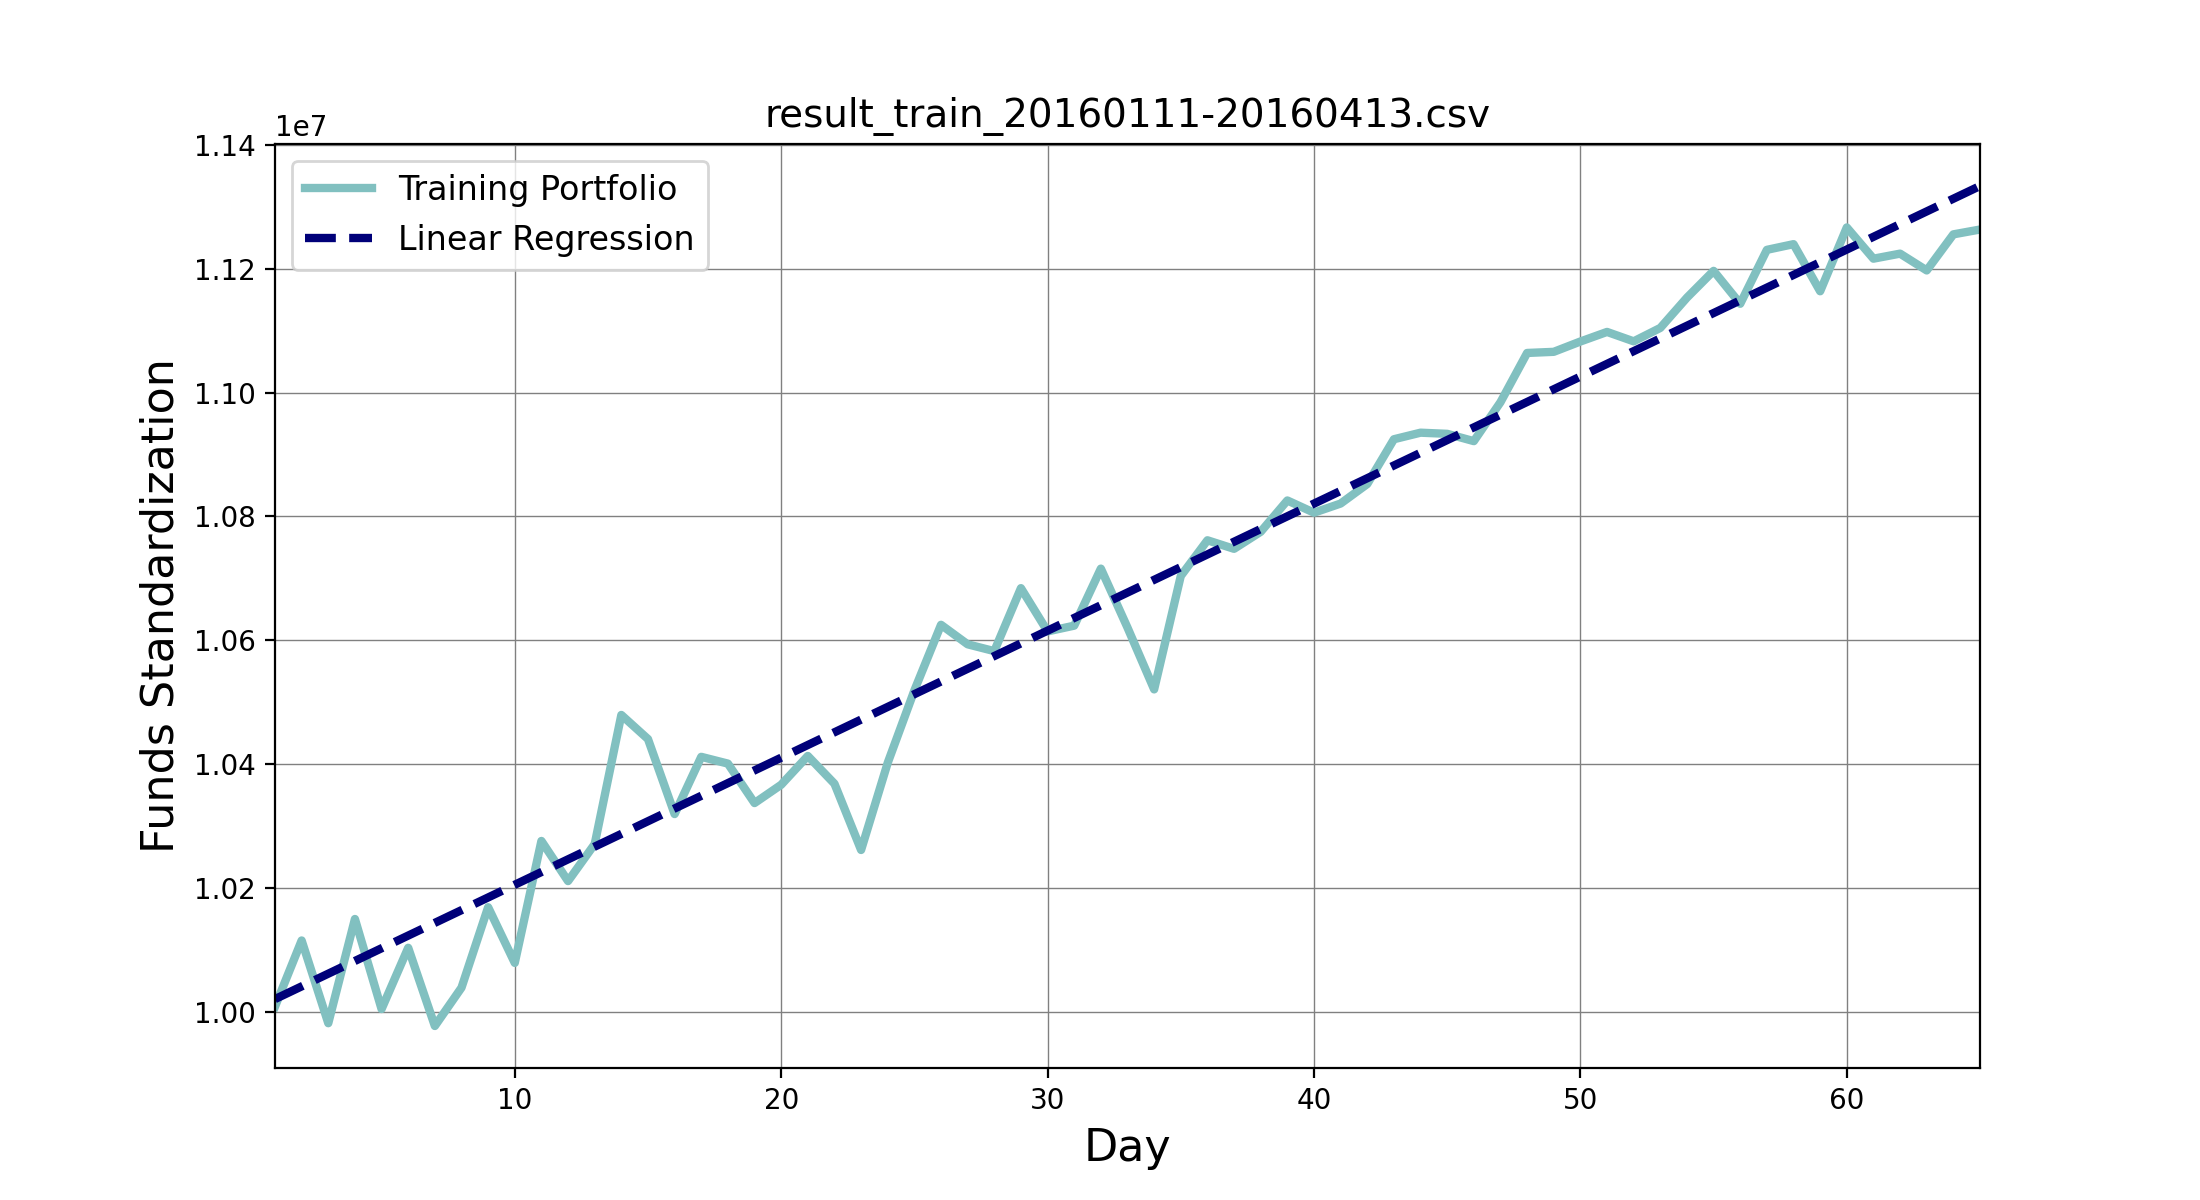 result_train_20160111-20160413.csv
1e7
1.14
1.12
1.10
1.08
1.06
1.04
1.02
1.00
Training Portfolio
Linear Regression
Funds Standardization
10 20 30 40 50 60
Day